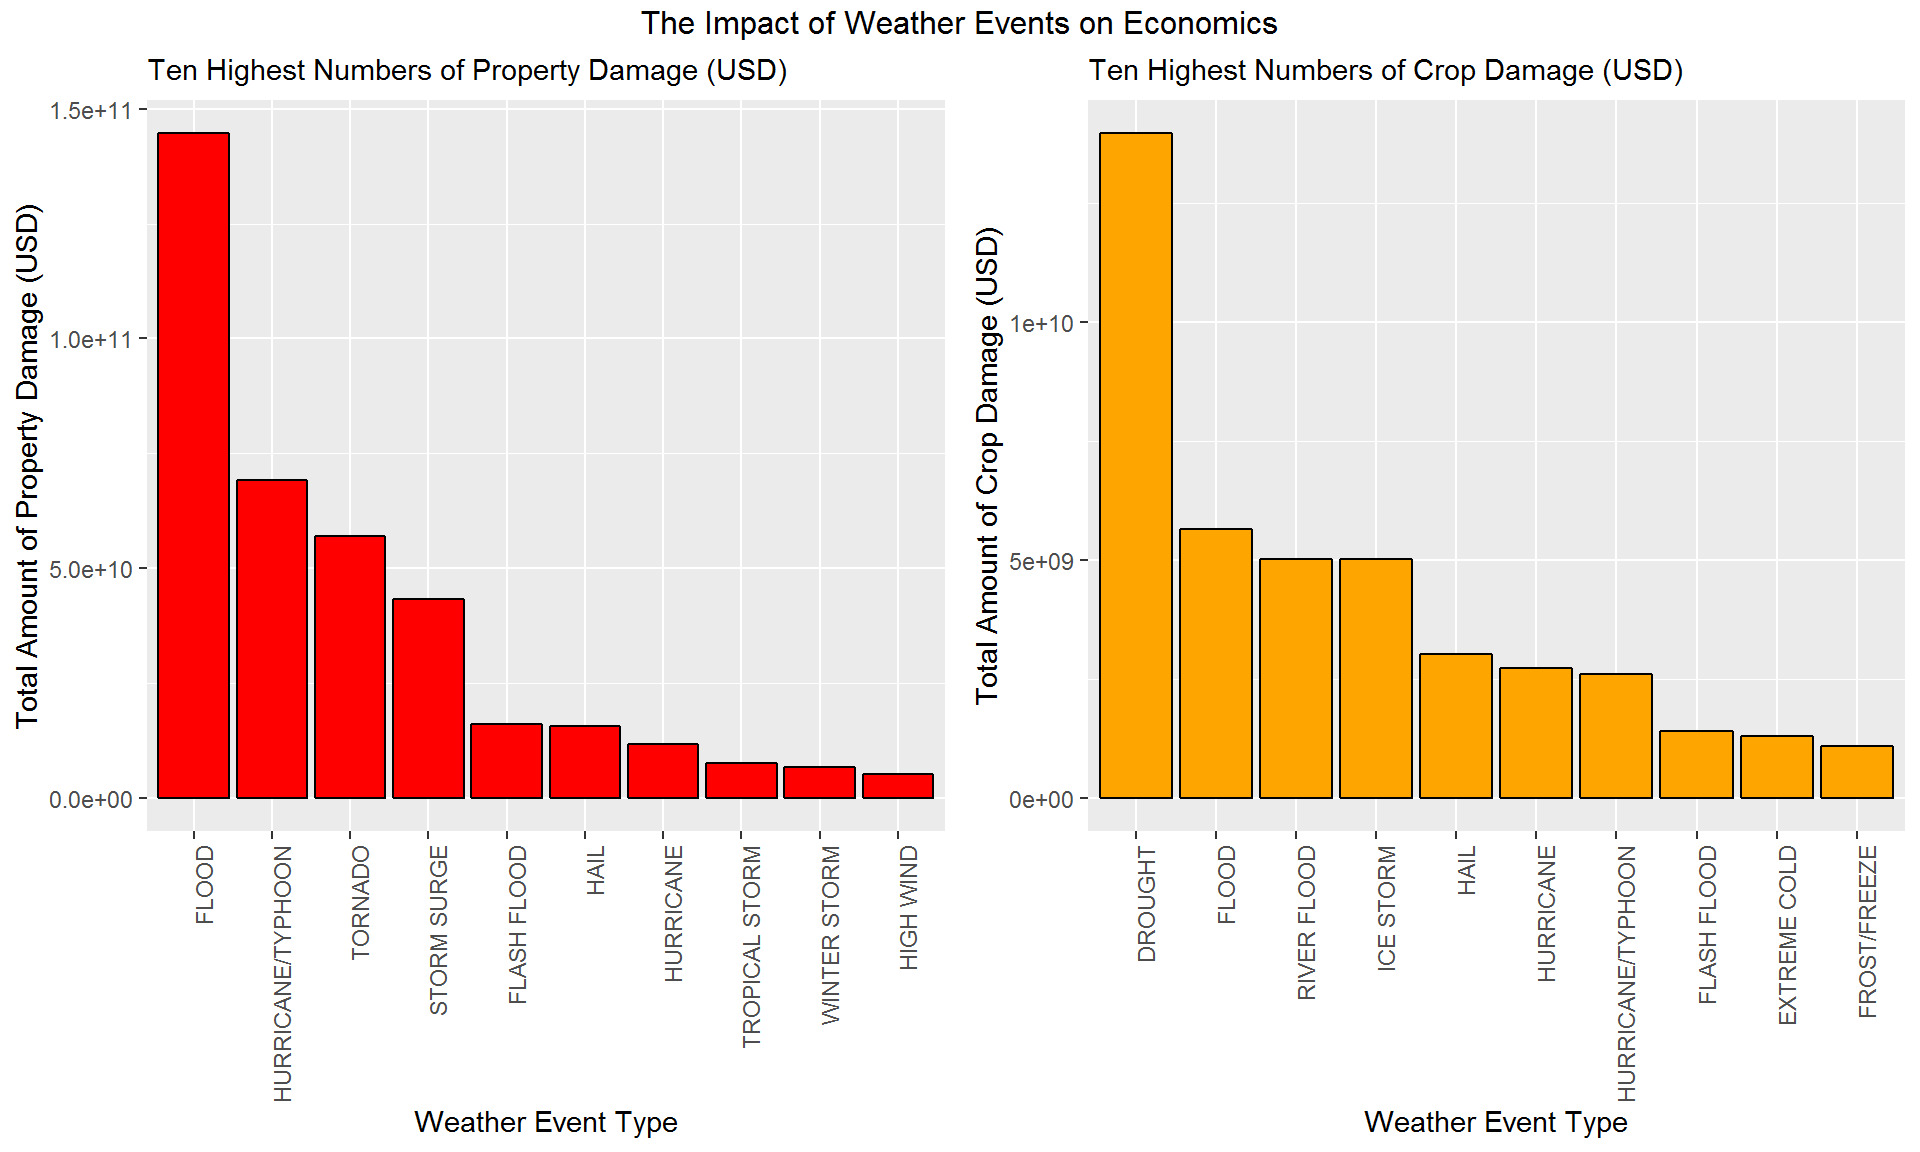 The Impact of Weather Events on Economics
Ten Highest Numbers of Property Damage (USD)
Total Amount of Property Damage (USD)
1.5e+11
1.0e+11
5.0e+10
0.0e+00
FLOOD
HURRICANE/TYPHOON
TORNADO
STORM SURGE
FLASH FLOOD
HAIL
HURRICANE
TROPICAL STORM
WINTER STORM
HIGH WIND
Weather Event Type
Ten Highest Numbers of Crop Damage (USD)
Total Amount of Crop Damage (USD)
1e+10
5e+09
0e+00
DROUGHT
FLOOD
RIVER FLOOD
ICE STORM
HAIL
HURRICANE
HURRICANE/TYPHOON
FLASH FLOOD
EXTREME COLD
FROST/FREEZE
Weather Event Type